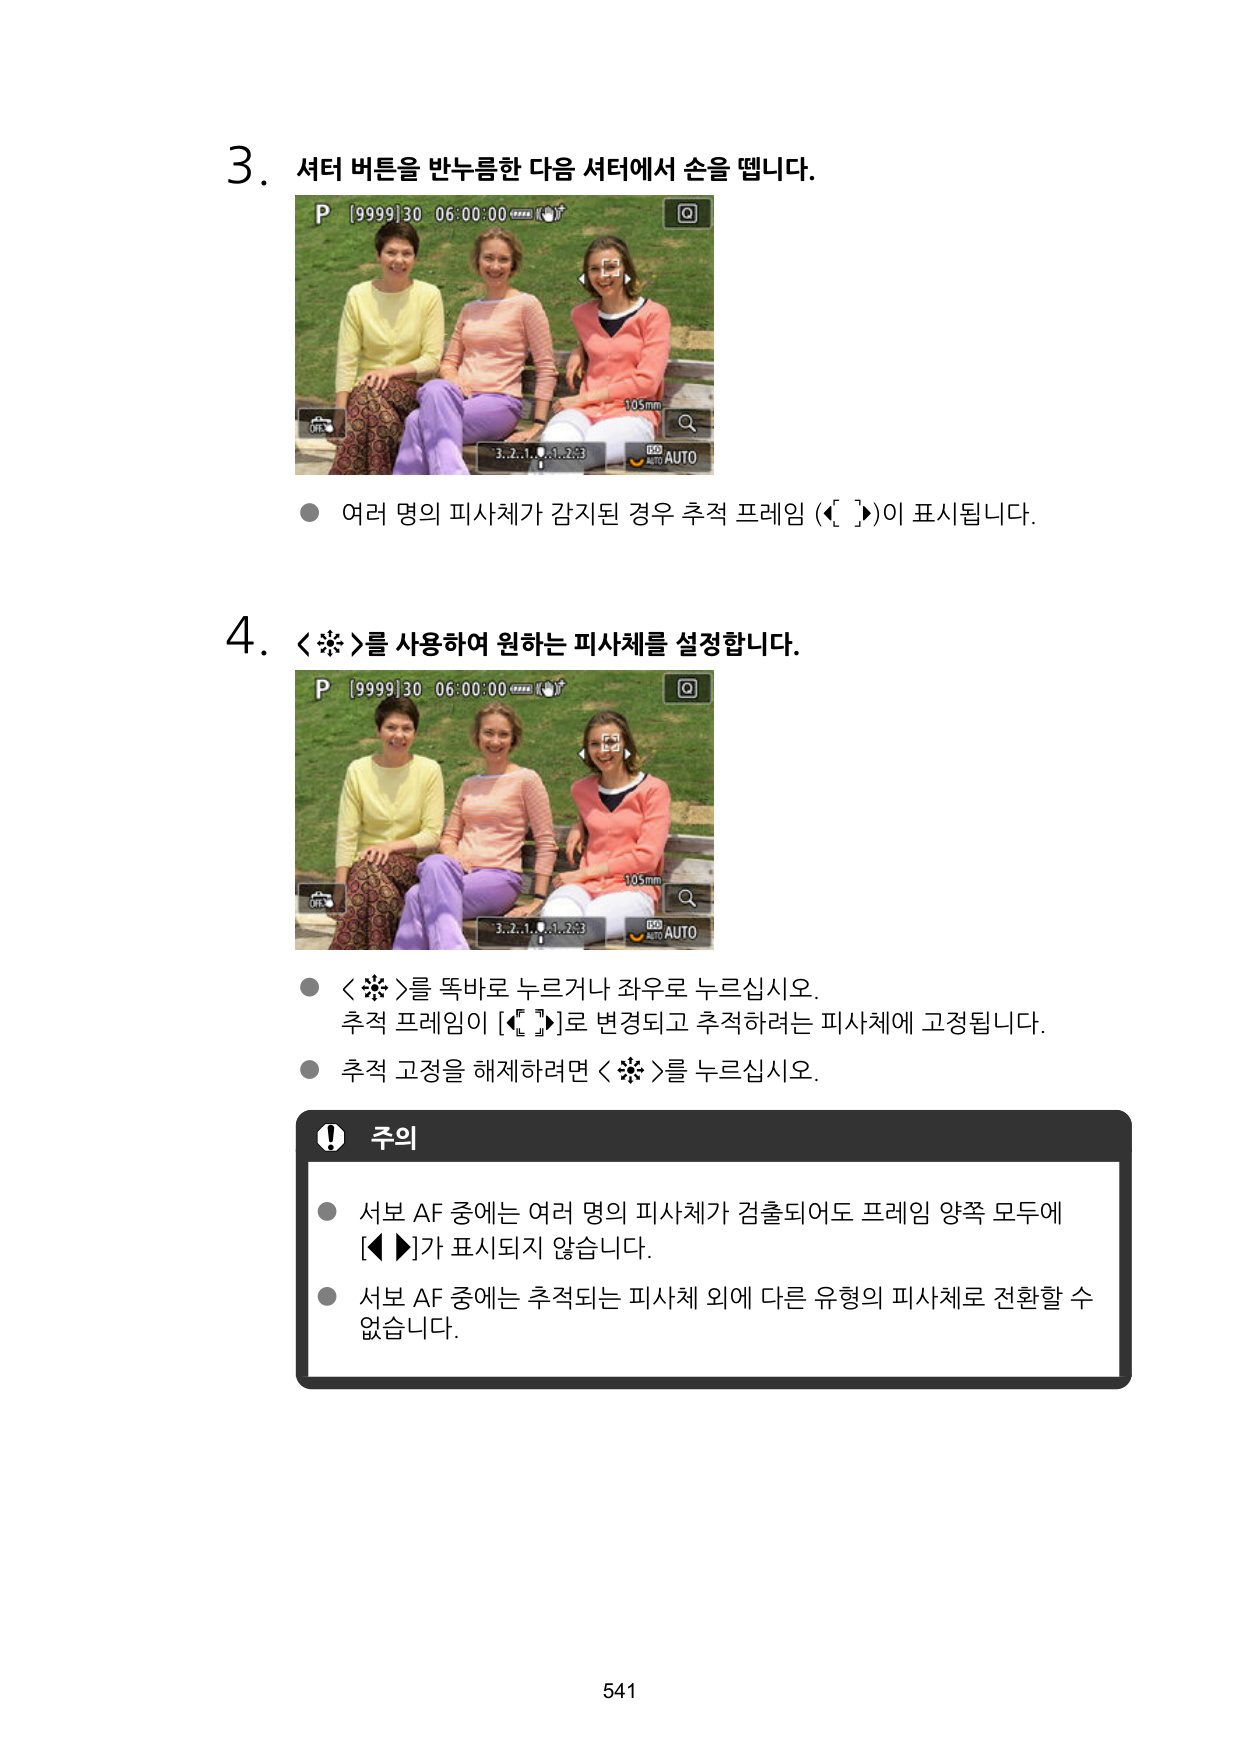 3. 셔터 버튼을 반누름한 다음 셔터에서 손을 뗍니다.
P [9999]30 06:00:00 Q
105mm
OFF
3..2..1..0..1..2..3 ISO AUTO AUTO
● 여러 명의 피사체가 감지된 경우 추적 프레임 (◀[ ]▶)이 표시됩니다.
4. < >를 사용하여 원하는 피사체를 설정합니다.
P [9999]30 06:00:00 Q
105mm
OFF
3..2..1..0..1..2..3 ISO AUTO AUTO
● < >를 똑바로 누르거나 좌우로 누르십시오.
추적 프레임이 [◀[ ]▶]로 변경되고 추적하려는 피사체에 고정됩니다.
● 추적 고정을 해제하려면 < >를 누르십시오.
주의
● 서보 AF 중에는 여러 명의 피사체가 검출되어도 프레임 양쪽 모두에
[◀ ▶]가 표시되지 않습니다.
● 서보 AF 중에는 추적되는 피사체 외에 다른 유형의 피사체로 전환할 수
없습니다.
541